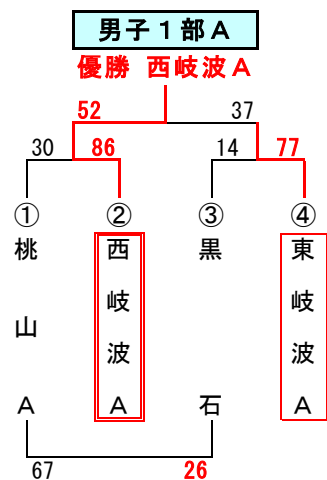 男子１部Ａ
優勝 西岐波Ａ
52 37
30 86 14 77
① ② ③ ④
桃山Ａ
西岐波Ａ
黒石
東岐波Ａ
67 26